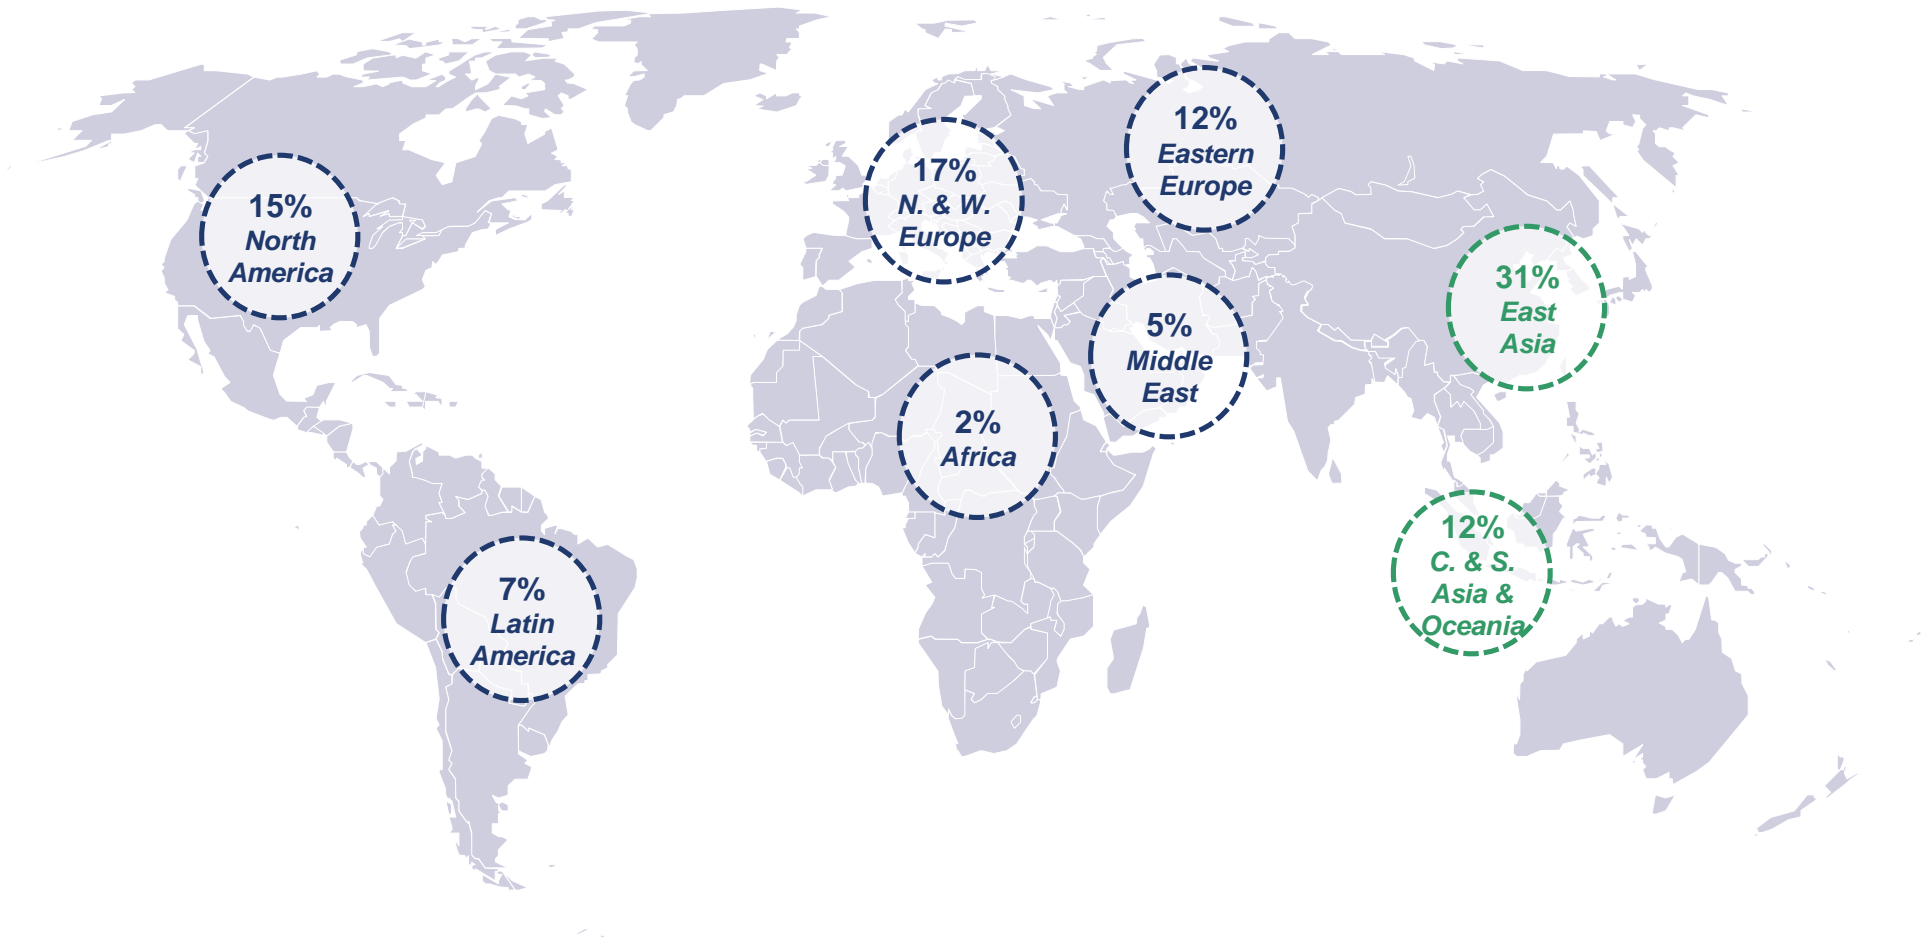 15%
North
America
17%
N. & W.
Europe
12%
Eastern
Europe
31%
East
Asia
5%
Middle
East
2%
Africa
12%
C. & S.
Asia &
Oceania
7%
Latin
America